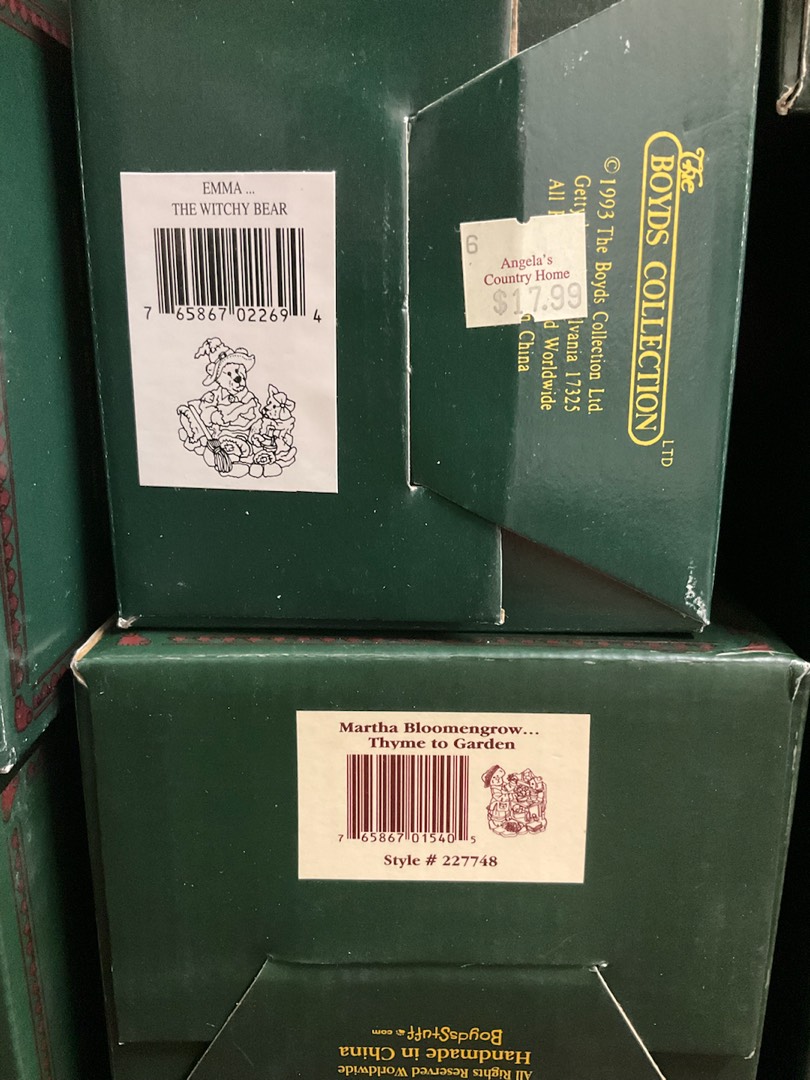 EMMA ...
THE WITCHY BEAR
7 65867 02269 4
6
Angela's
Country Home
$17.99
The
BOYDS COLLECTION
LTD
© 1993 The Boyds Collection Ltd.
Getty lvania 17325
All d Worldwide
China
Martha Bloomengrow...
Thyme to Garden
7 65867 01540 5
Style # 227748
BoydsStuff.com
Handmade in China
All Rights Reserved Worldwide